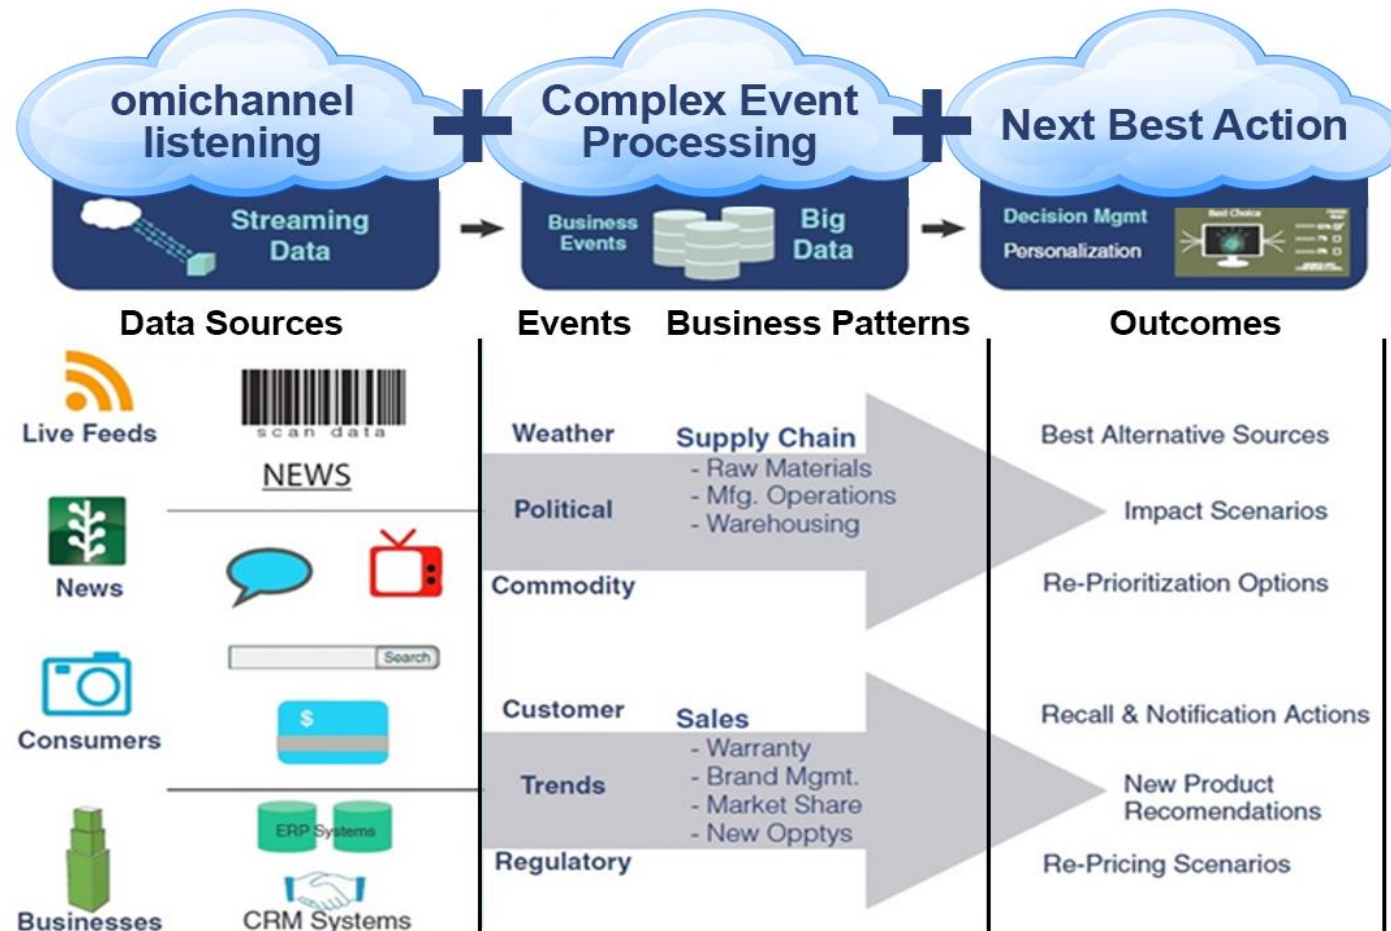 omichannel
listening
Complex Event
Processing
Next Best Action
Streaming
Data
Business
Events
Big
Data
Decision Mgmt
Personalization
Best Choice
Data Sources
Events
Business Patterns
Outcomes
Live Feeds
scan data
NEWS
News
Search
Consumers
$
ERP Systems
CRM Systems
Businesses
Weather
Political
Commodity
Supply Chain
- Raw Materials
- Mfg. Operations
- Warehousing
Best Alternative Sources
Impact Scenarios
Re-Prioritization Options
Customer
Trends
Regulatory
Sales
- Warranty
- Brand Mgmt.
- Market Share
- New Opptys
Recall & Notification Actions
New Product
Recomendations
Re-Pricing Scenarios